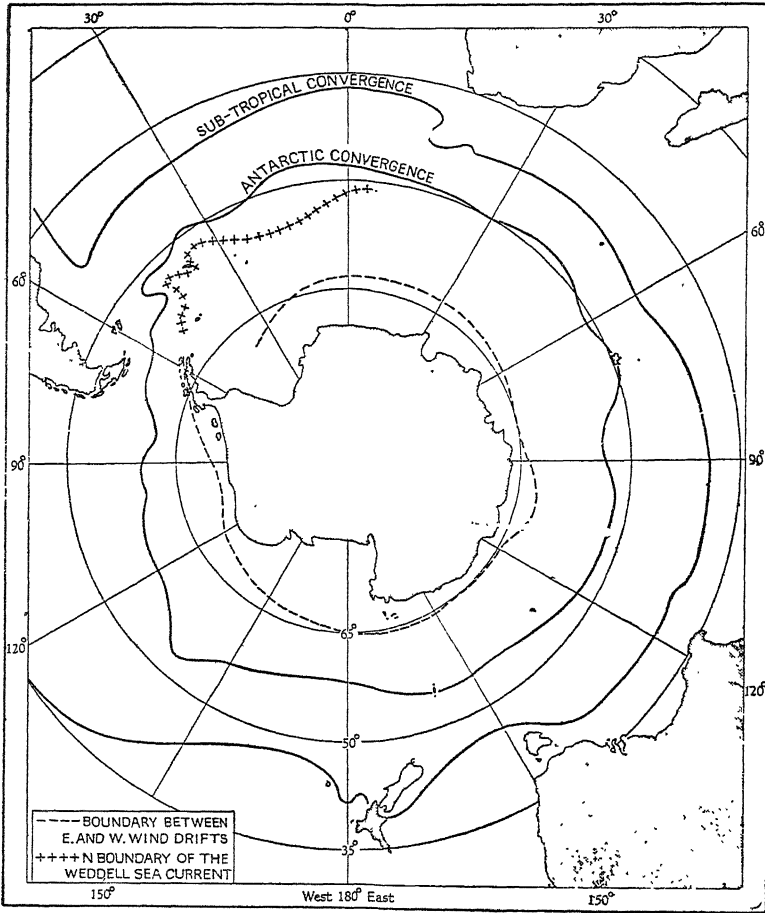 30°
0°
30°
SUB-TROPICAL CONVERGENCE
ANTARCTIC CONVERGENCE
60°
60°
90°
90°
120°
65°
120°
50°
35°
---- BOUNDARY BETWEEN
E. AND W. WIND DRIFTS
++++ N BOUNDARY OF THE
WEDDELL SEA CURRENT
150°
West 180° East
150°